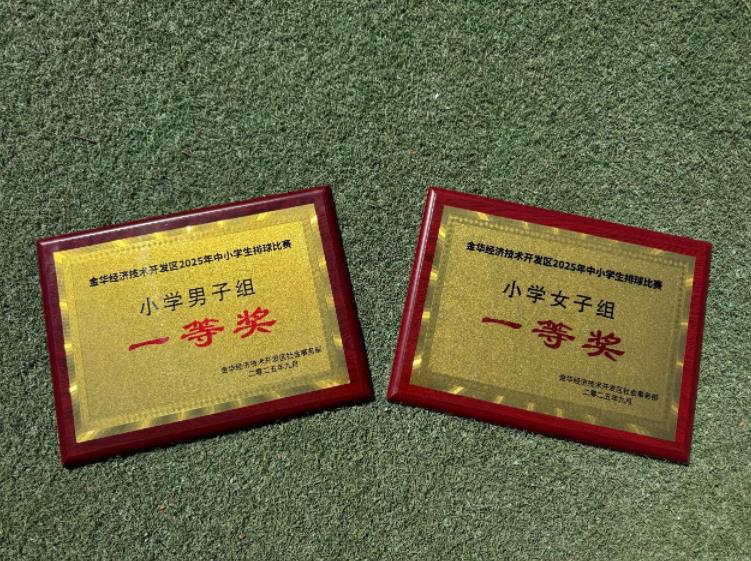 金华经济技术开发区2025年中小学生排球比赛
小学男子组
一等奖
金华经济技术开发区社会事务部
二零二五年九月
金华经济技术开发区2025年中小学生排球比赛
小学女子组
一等奖
金华经济技术开发区社会事务部
二零二五年九月